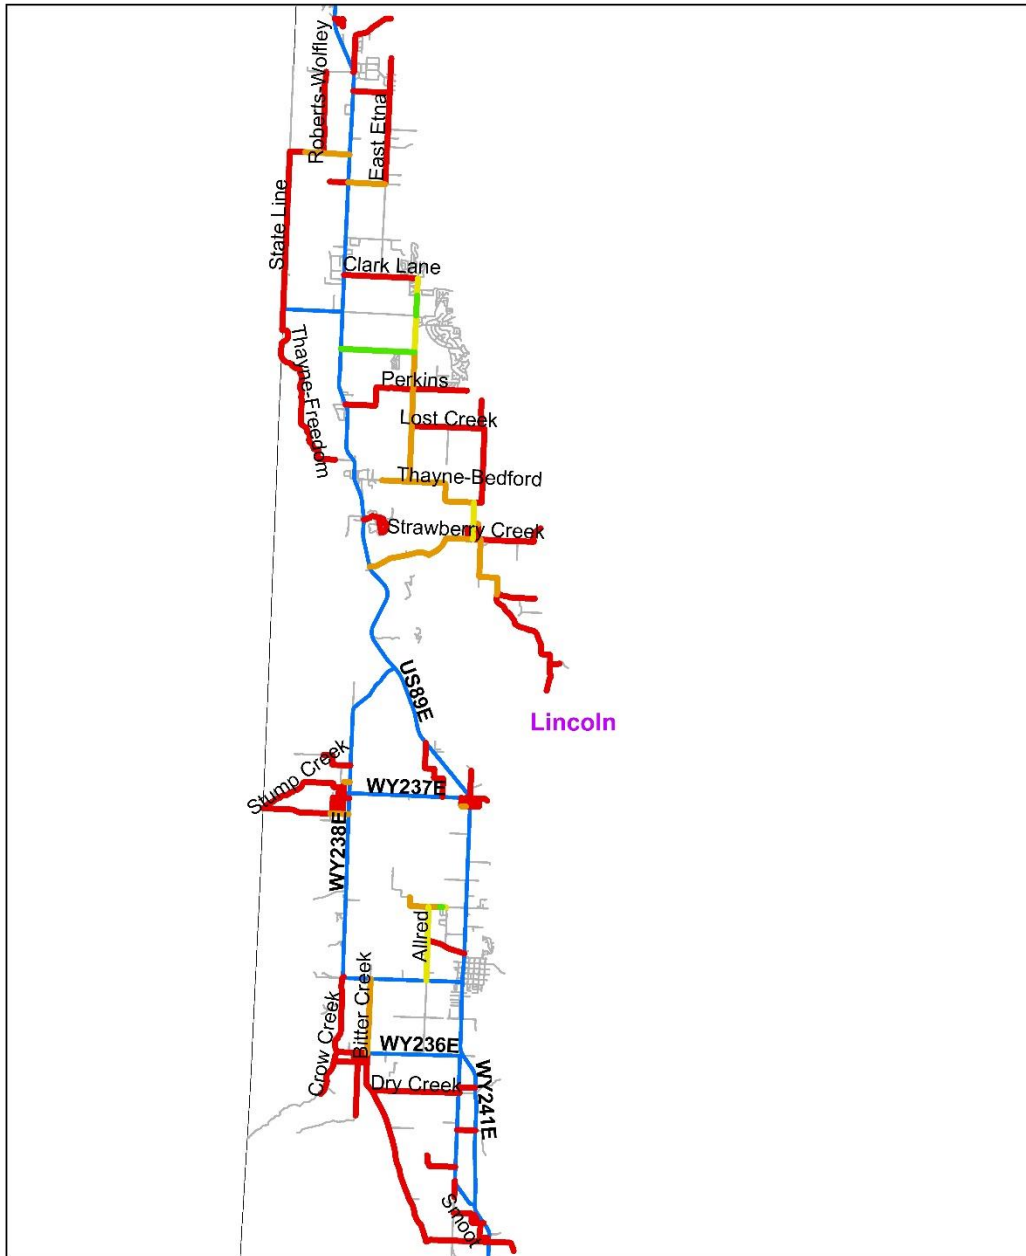 Roberts-Wolfley
East Etna
State Line
Clark Lane
Thayne-Freedom
Perkins
Lost Creek
Thayne-Bedford
Strawberry Creek
US89E
Lincoln
Stump Creek
WY237E
WY238E
Allred
Bitter Creek
Crow Creek
WY236E
Dry Creek
WY241E
Smoot